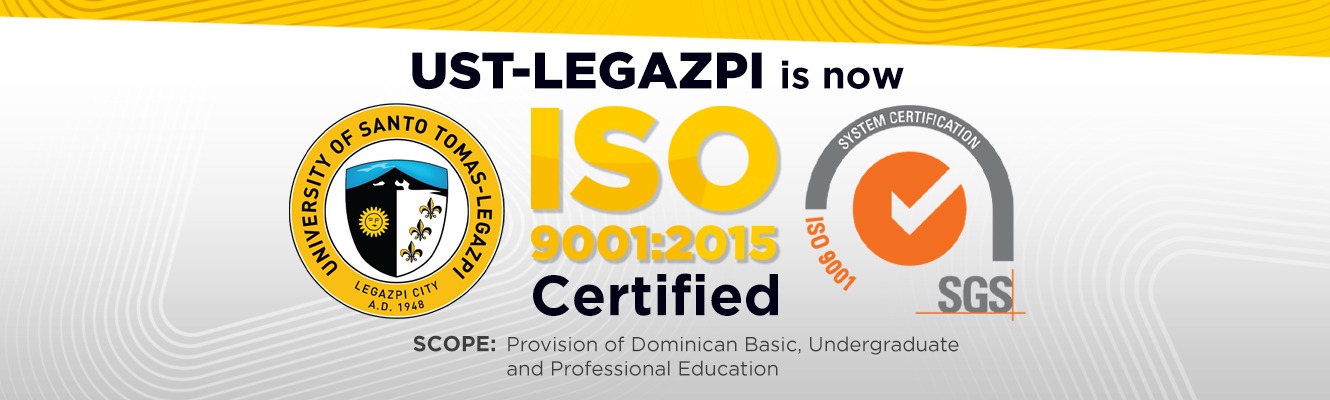 UST-LEGAZPI is now
UNIVERSITY OF SANTO TOMAS-LEGAZPI
LEGAZPI CITY
A.D. 1948
ISO
9001:2015
Certified
SYSTEM CERTIFICATION
ISO 9001
SGS
SCOPE: Provision of Dominican Basic, Undergraduate
and Professional Education